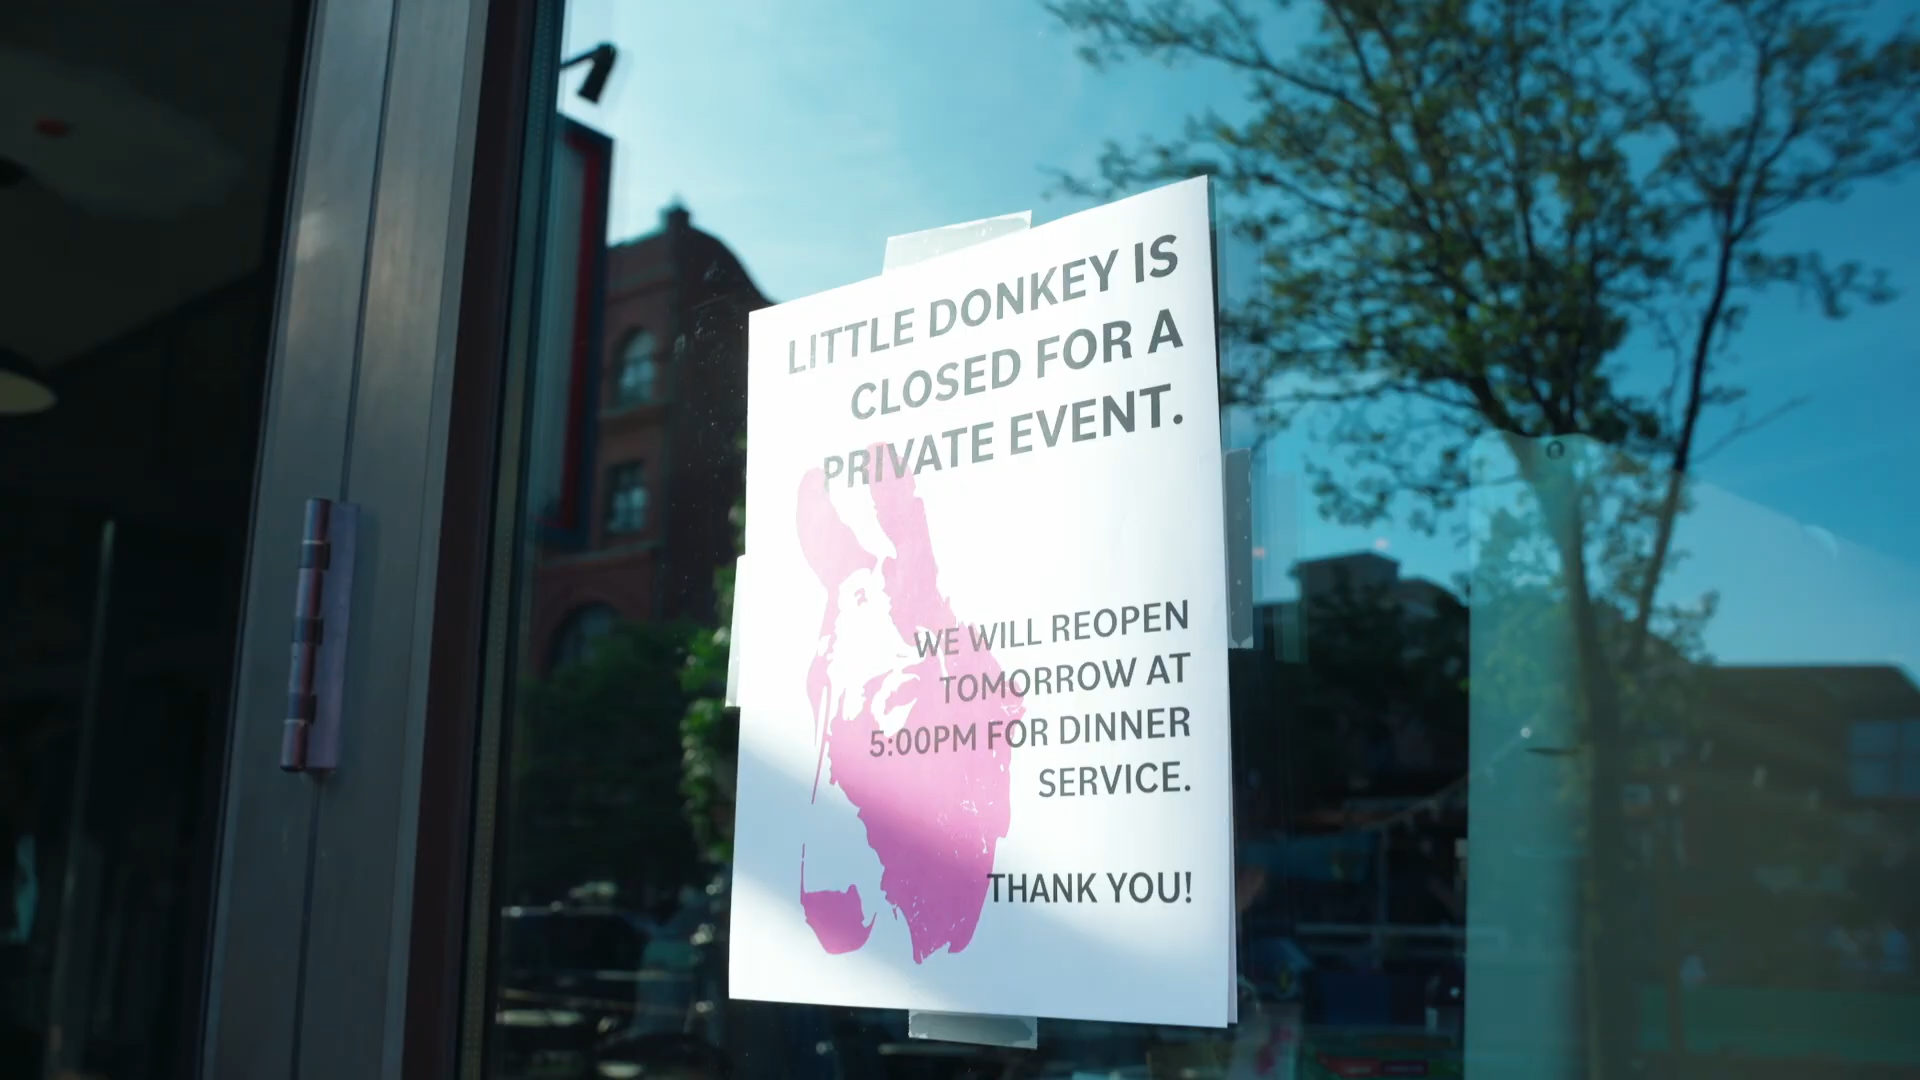 LITTLE DONKEY IS
CLOSED FOR A
PRIVATE EVENT.
WE WILL REOPEN
TOMORROW AT
5:00PM FOR DINNER
SERVICE.
THANK YOU!